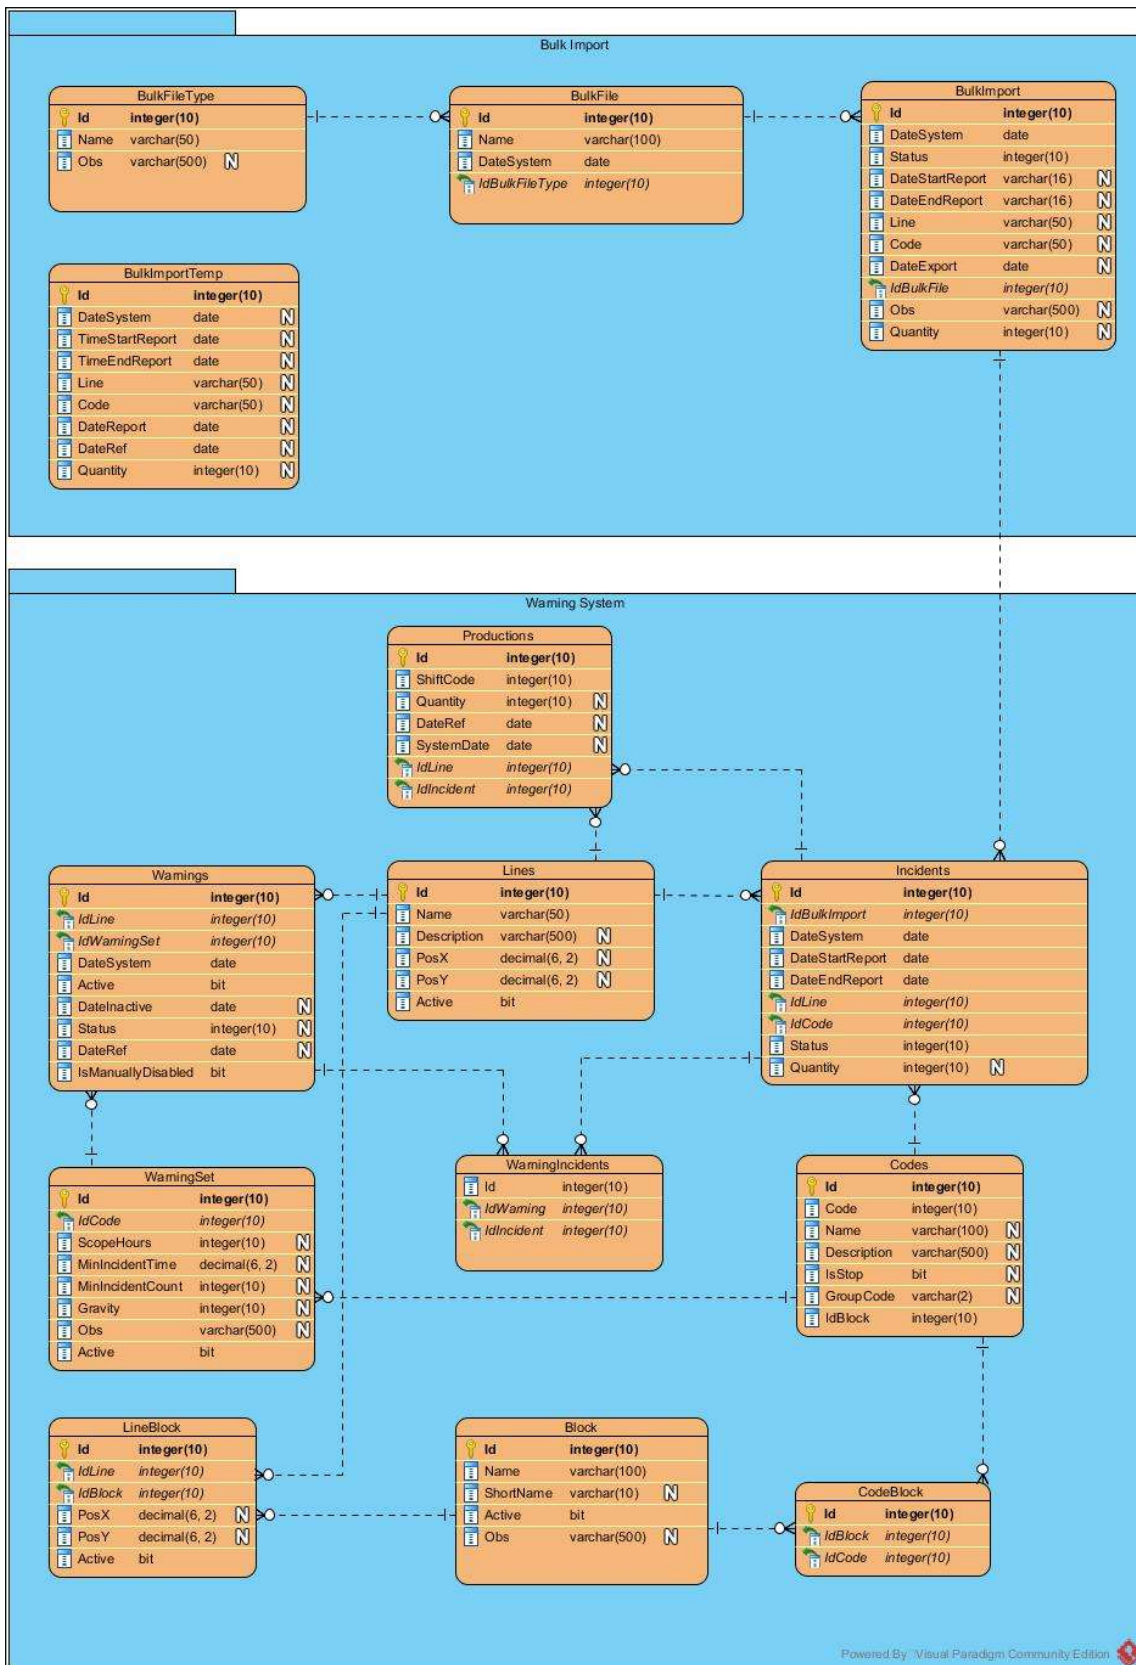 Bulk Import
BulkFileType
Id integer(10)
Name varchar(50)
Obs varchar(500) N
BulkFile
Id integer(10)
Name varchar(100)
DateSystem date
IdBulkFileType integer(10)
BulkImport
Id integer(10)
DateSystem date
Status integer(10)
DateStartReport varchar(16) N
DateEndReport varchar(16) N
Line varchar(50) N
Code varchar(50) N
DateExport date N
IdBulkFile integer(10)
Obs varchar(500) N
Quantity integer(10) N
BulkImportTemp
Id integer(10)
DateSystem date N
TimeStartReport date N
TimeEndReport date N
Line varchar(50) N
Code varchar(50) N
DateReport date N
DateRef date N
Quantity integer(10) N
Warning System
Productions
Id integer(10)
ShiftCode integer(10)
Quantity integer(10) N
DateRef date N
SystemDate date N
IdLine integer(10)
IdIncident integer(10)
Warnings
Id integer(10)
IdLine integer(10)
IdWarningSet integer(10)
DateSystem date
Active bit
DateInactive date N
Status integer(10) N
DateRef date N
IsManuallyDisabled bit
Lines
Id integer(10)
Name varchar(50)
Description varchar(500) N
PosX decimal(6, 2) N
PosY decimal(6, 2) N
Active bit
Incidents
Id integer(10)
IdBulkImport integer(10)
DateSystem date
DateStartReport date
DateEndReport date
IdLine integer(10)
IdCode integer(10)
Status integer(10)
Quantity integer(10) N
WarningSet
Id integer(10)
IdCode integer(10)
ScopeHours integer(10) N
MinIncidentTime decimal(6, 2) N
MinIncidentCount integer(10) N
Gravity integer(10) N
Obs varchar(500) N
Active bit
WarningIncidents
Id integer(10)
IdWarning integer(10)
IdIncident integer(10)
Codes
Id integer(10)
Code integer(10)
Name varchar(100) N
Description varchar(500) N
IsStop bit N
GroupCode varchar(2) N
IdBlock integer(10)
LineBlock
Id integer(10)
IdLine integer(10)
IdBlock integer(10)
PosX decimal(6, 2) N
PosY decimal(6, 2) N
Active bit
Block
Id integer(10)
Name varchar(100)
ShortName varchar(10) N
Active bit
Obs varchar(500) N
CodeBlock
Id integer(10)
IdBlock integer(10)
IdCode integer(10)
Powered By Visual Paradigm Community Edition